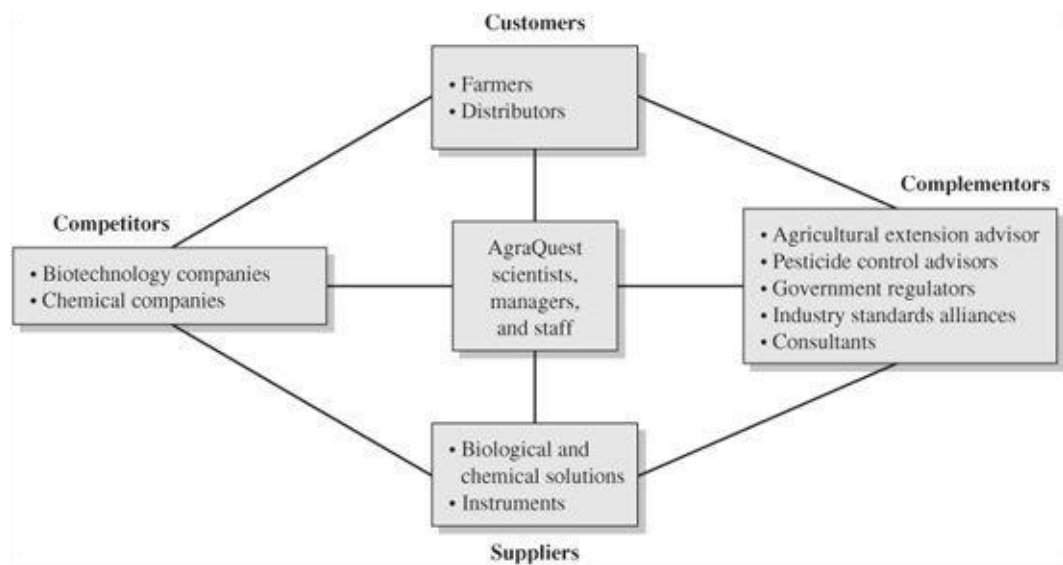 Customers
• Farmers
• Distributors
Competitors
• Biotechnology companies
• Chemical companies
AgraQuest
scientists,
managers,
and staff
Complementors
• Agricultural extension advisor
• Pesticide control advisors
• Government regulators
• Industry standards alliances
• Consultants
• Biological and
chemical solutions
• Instruments
Suppliers